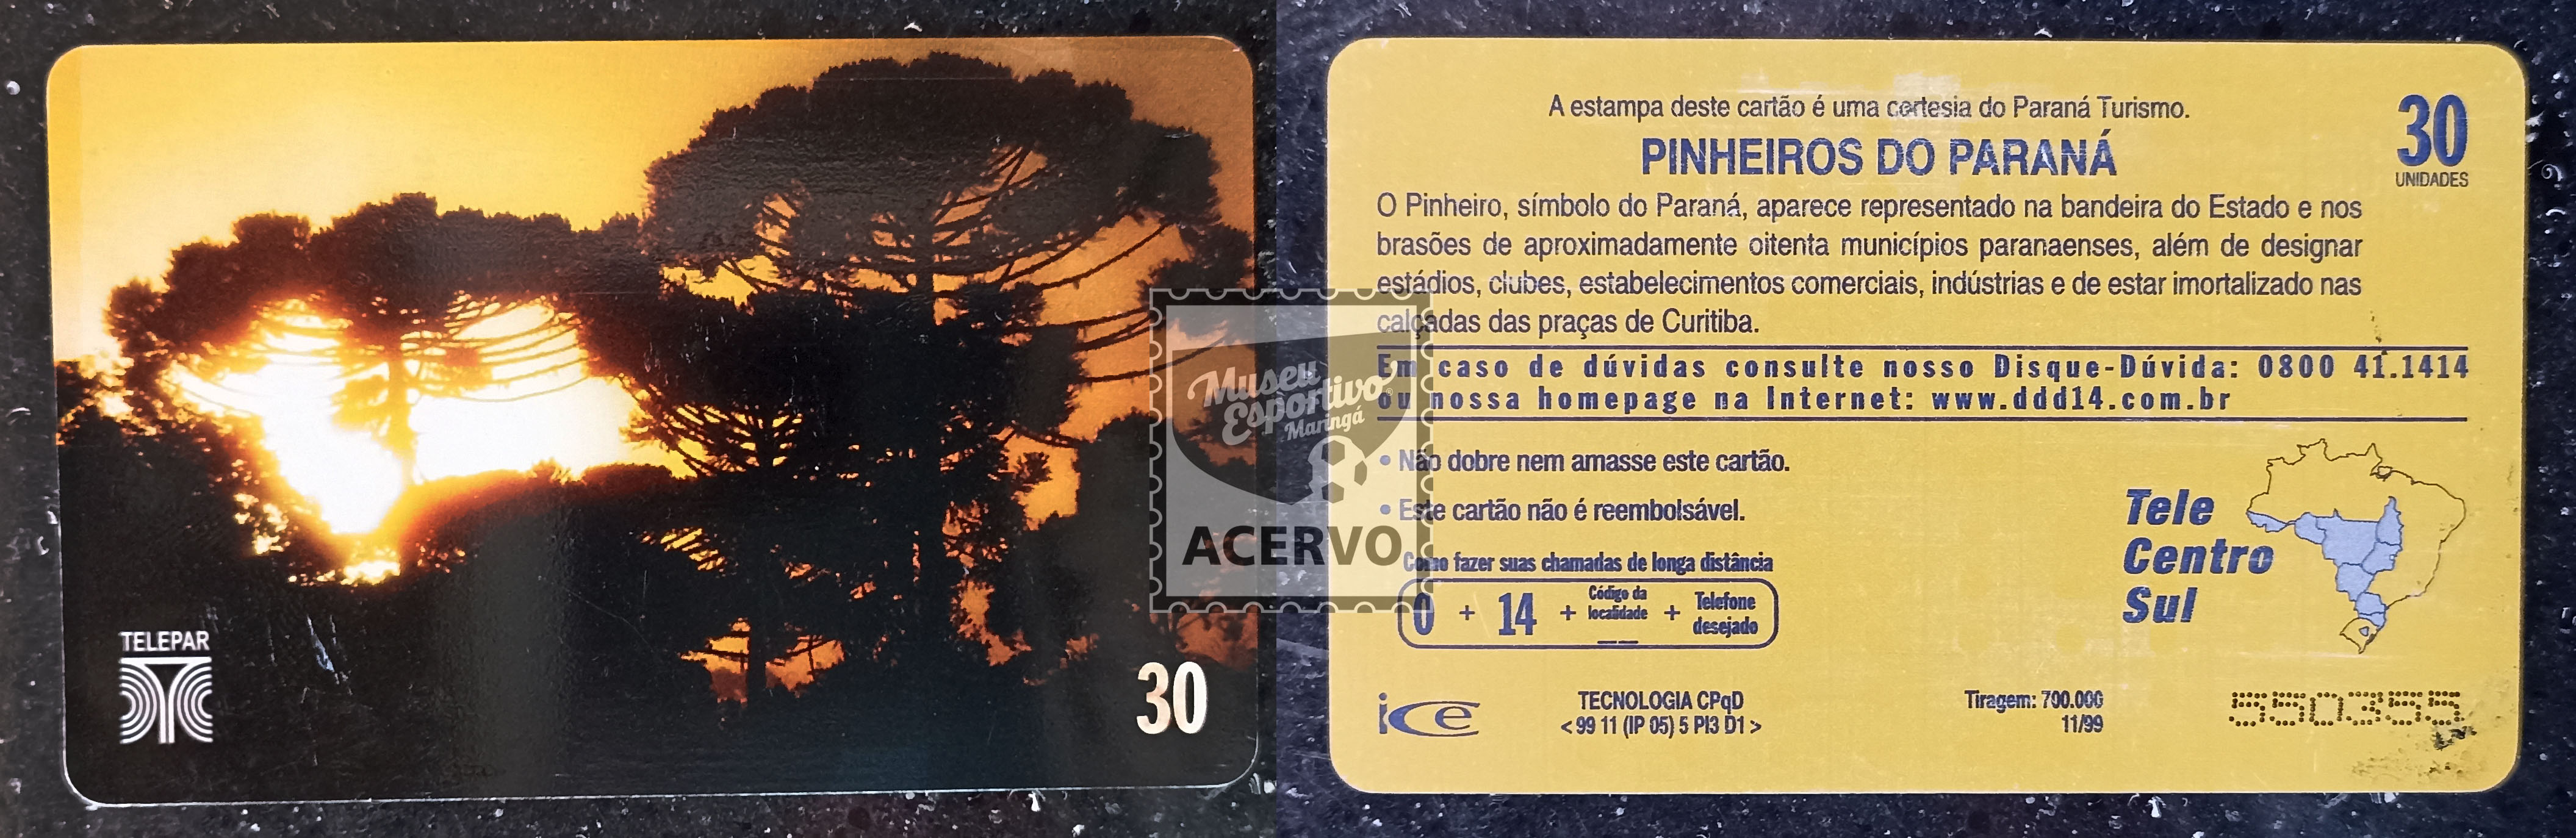 TELEPAR
30
A estampa deste cartão é uma cortesia do Paraná Turismo.
PINHEIROS DO PARANÁ
30
UNIDADES
O Pinheiro, símbolo do Paraná, aparece representado na bandeira do Estado e nos
brasões de aproximadamente oitenta municípios paranaenses, além de designar
estádios, clubes, estabelecimentos comerciais, indústrias e de estar imortalizado nas
calçadas das praças de Curitiba.
Em caso de dúvidas consulte nosso Disque-Dúvida: 0800 41.1414
ou nossa homepage na Internet: www.ddd14.com.br
• Não dobre nem amasse este cartão.
• Este cartão não é reembolsável.
Como fazer suas chamadas de longa distância
0 + 14 + Código da localidade + Telefone desejado
Tele
Centro
Sul
ice
TECNOLOGIA CPqD
< 99 11 (IP 05) 5 PI3 D1 >
Tiragem: 700.000
11/99
550355
Museu
Esportivo
Maringá
ACERVO